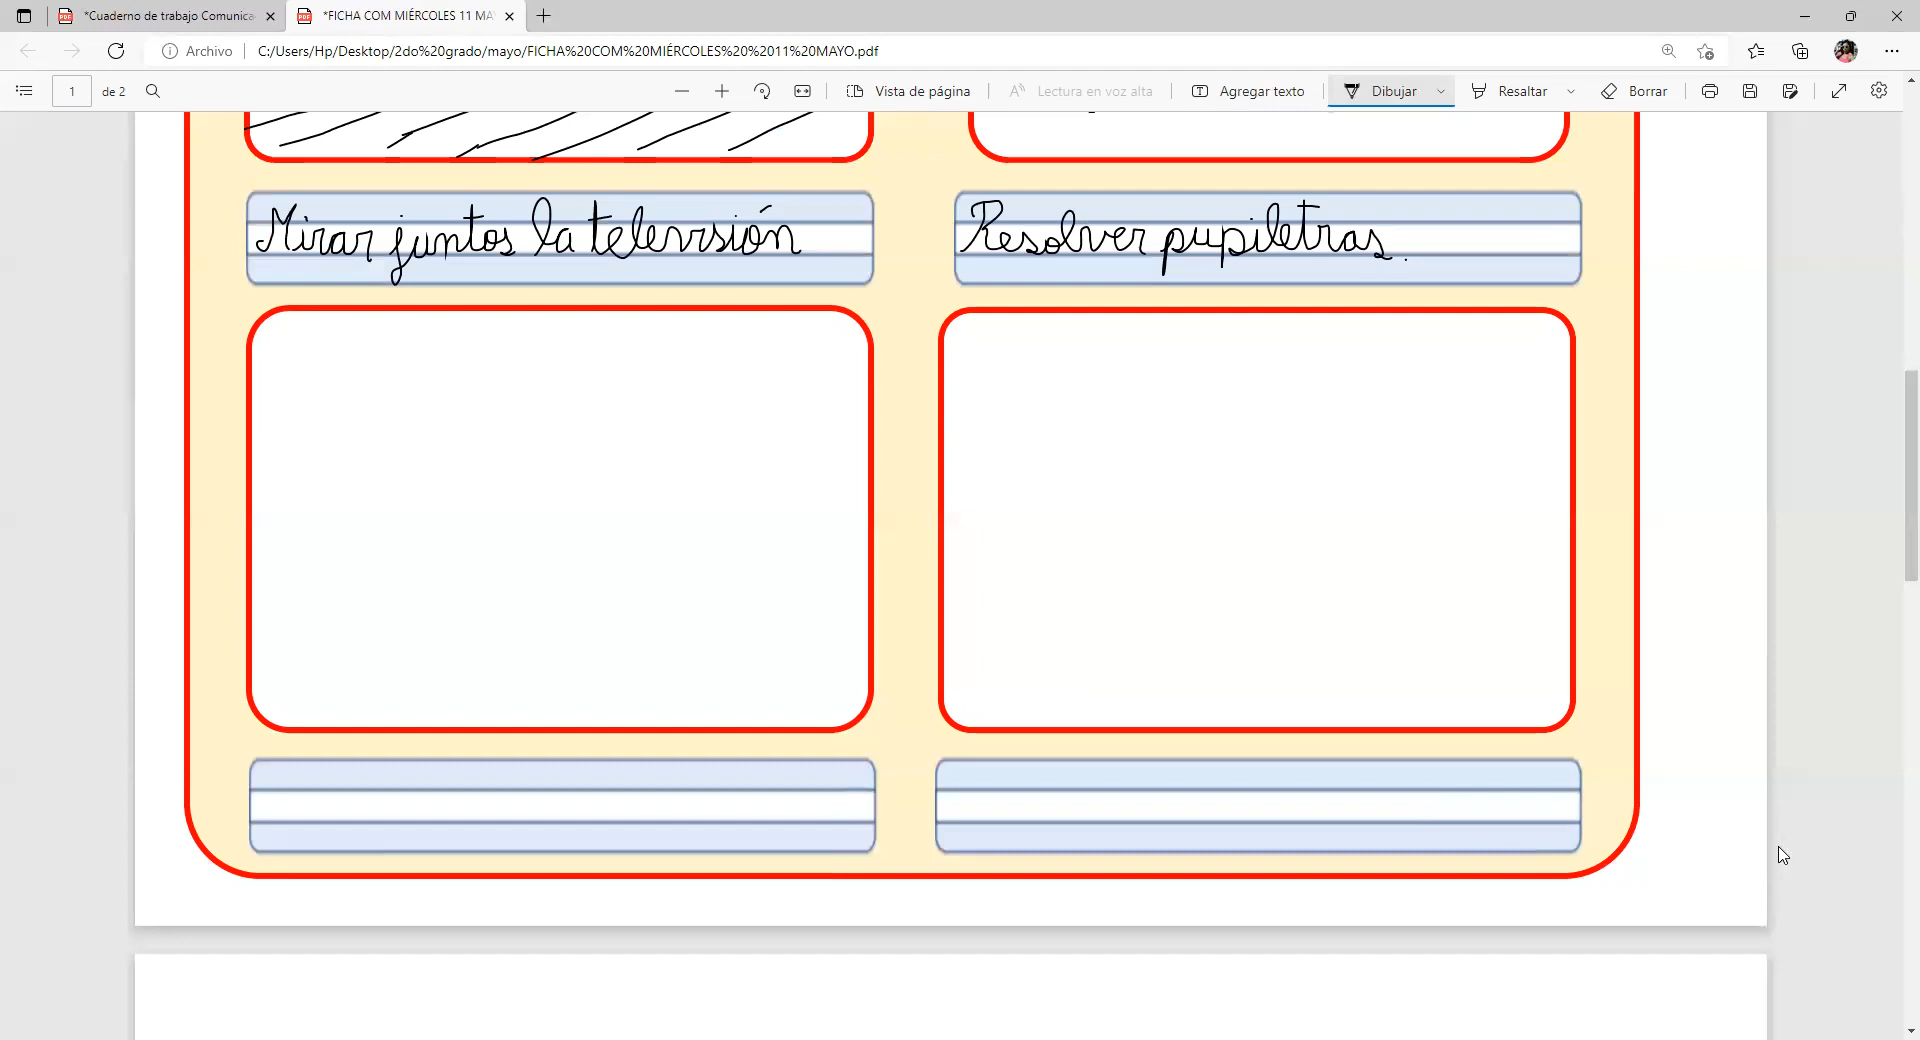 *Cuaderno de trabajo Comunica
*FICHA COM MIÉRCOLES 11 MA
Archivo
C:/Users/Hp/Desktop/2do%20grado/mayo/FICHA%20COM%20MIÉRCOLES%20%2011%20MAYO.pdf
1 de 2
Vista de página
Lectura en voz alta
Agregar texto
Dibujar
Resaltar
Borrar
Mirar juntos la televisión
Resolver pupiletras.